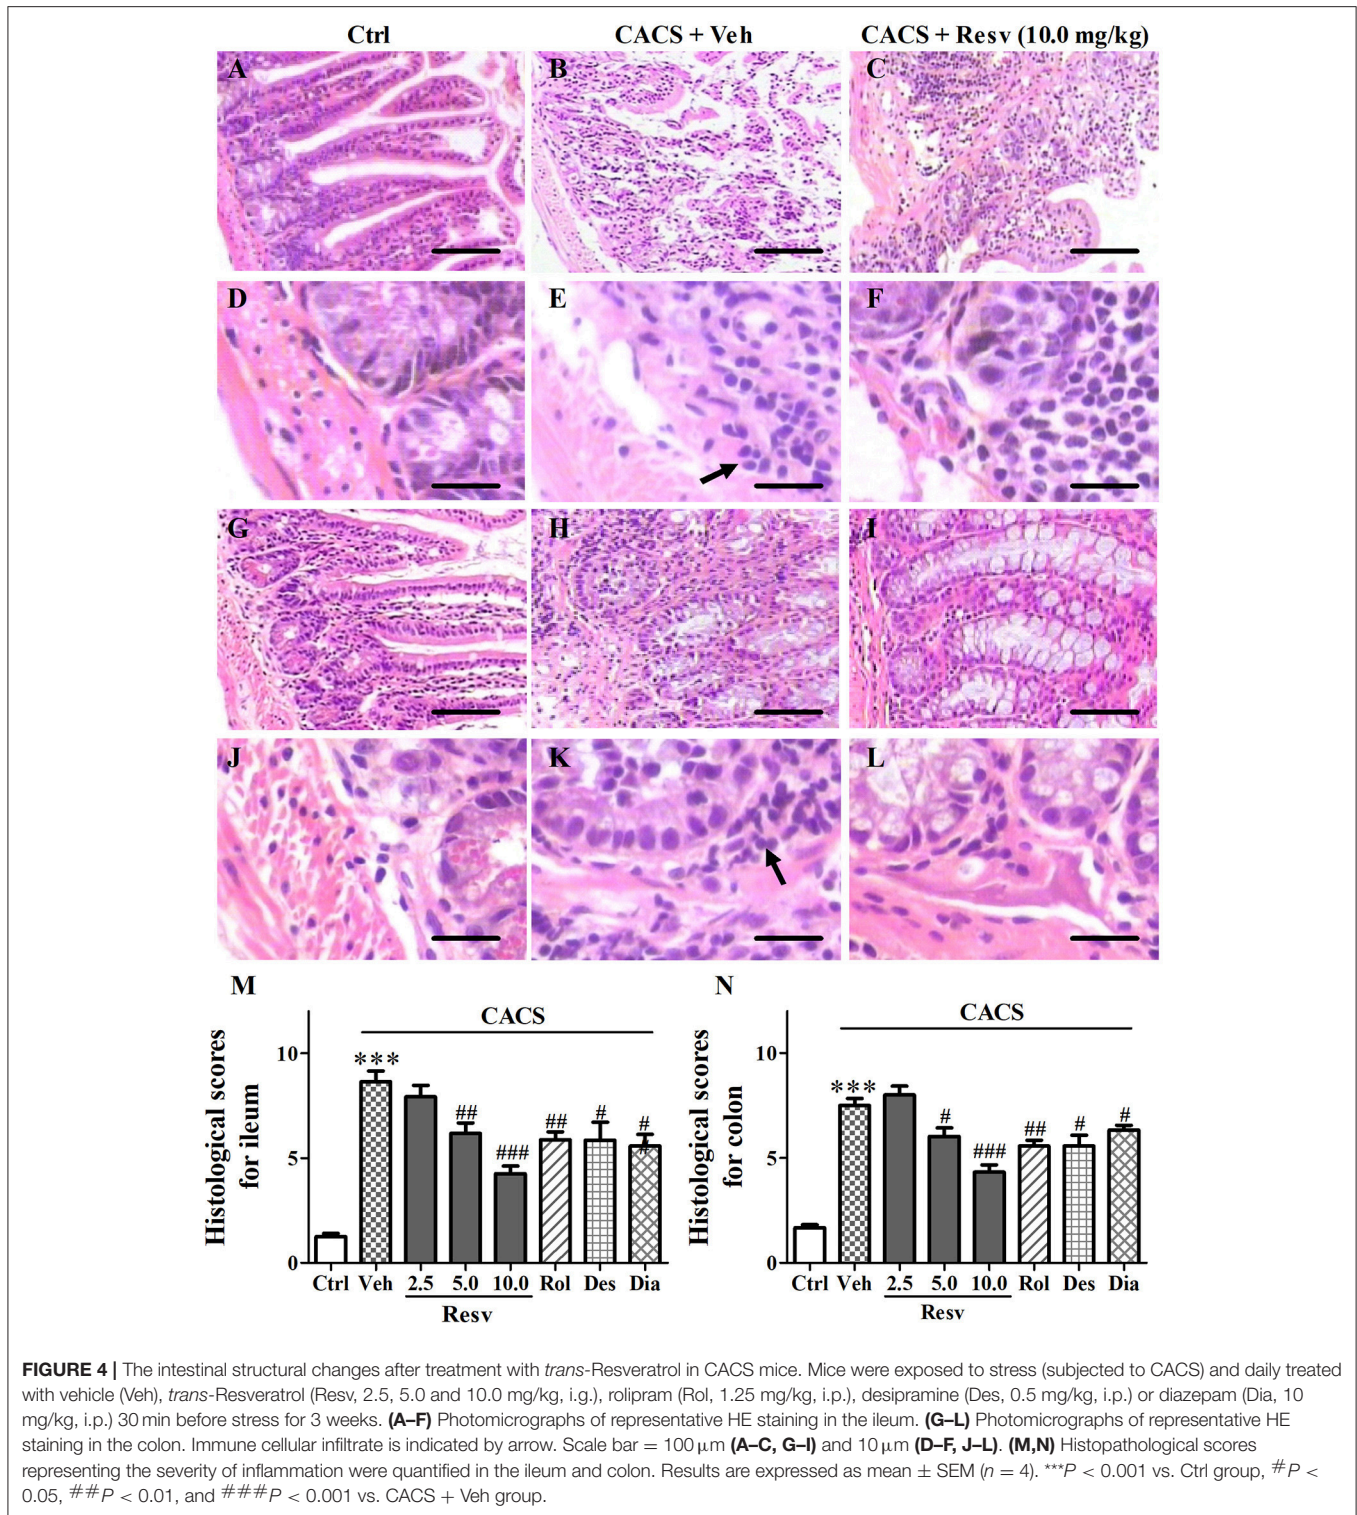 Ctrl CACS + Veh CACS + Resv (10.0 mg/kg)
A B C
D E F
G H I
J K L
M N
Histological scores
for ileum
CACS
10
5
0
***
##
###
##
#
#
#
Ctrl Veh 2.5 5.0 10.0 Rol Des Dia
Resv
Histological scores
for colon
CACS
10
5
0
***
#
###
##
#
#
Ctrl Veh 2.5 5.0 10.0 Rol Des Dia
Resv
FIGURE 4 | The intestinal structural changes after treatment with trans-Resveratrol in CACS mice. Mice were exposed to stress (subjected to CACS) and daily treated
with vehicle (Veh), trans-Resveratrol (Resv, 2.5, 5.0 and 10.0 mg/kg, i.g.), rolipram (Rol, 1.25 mg/kg, i.p.), desipramine (Des, 0.5 mg/kg, i.p.) or diazepam (Dia, 10
mg/kg, i.p.) 30 min before stress for 3 weeks. (A–F) Photomicrographs of representative HE staining in the ileum. (G–L) Photomicrographs of representative HE
staining in the colon. Immune cellular infiltrate is indicated by arrow. Scale bar = 100 μm (A–C, G–I) and 10 μm (D–F, J–L). (M,N) Histopathological scores
representing the severity of inflammation were quantified in the ileum and colon. Results are expressed as mean ± SEM (n = 4). ***P < 0.001 vs. Ctrl group, #P <
0.05, ##P < 0.01, and ###P < 0.001 vs. CACS + Veh group.